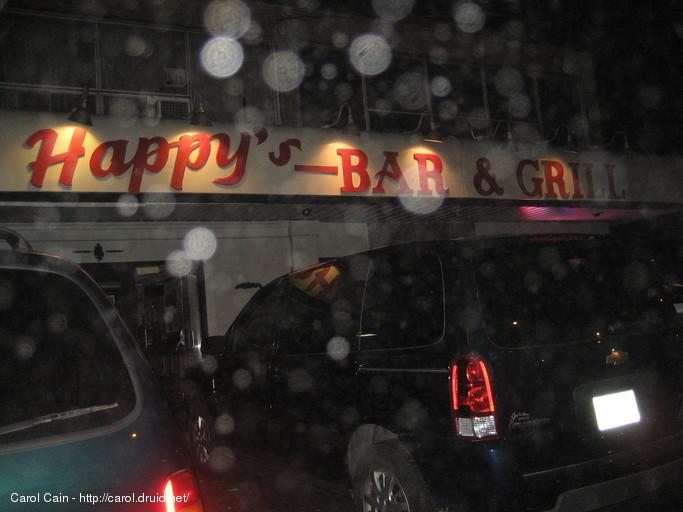 Happy's—BAR & GRILL
Carol Cain - http://carol.druid.net/